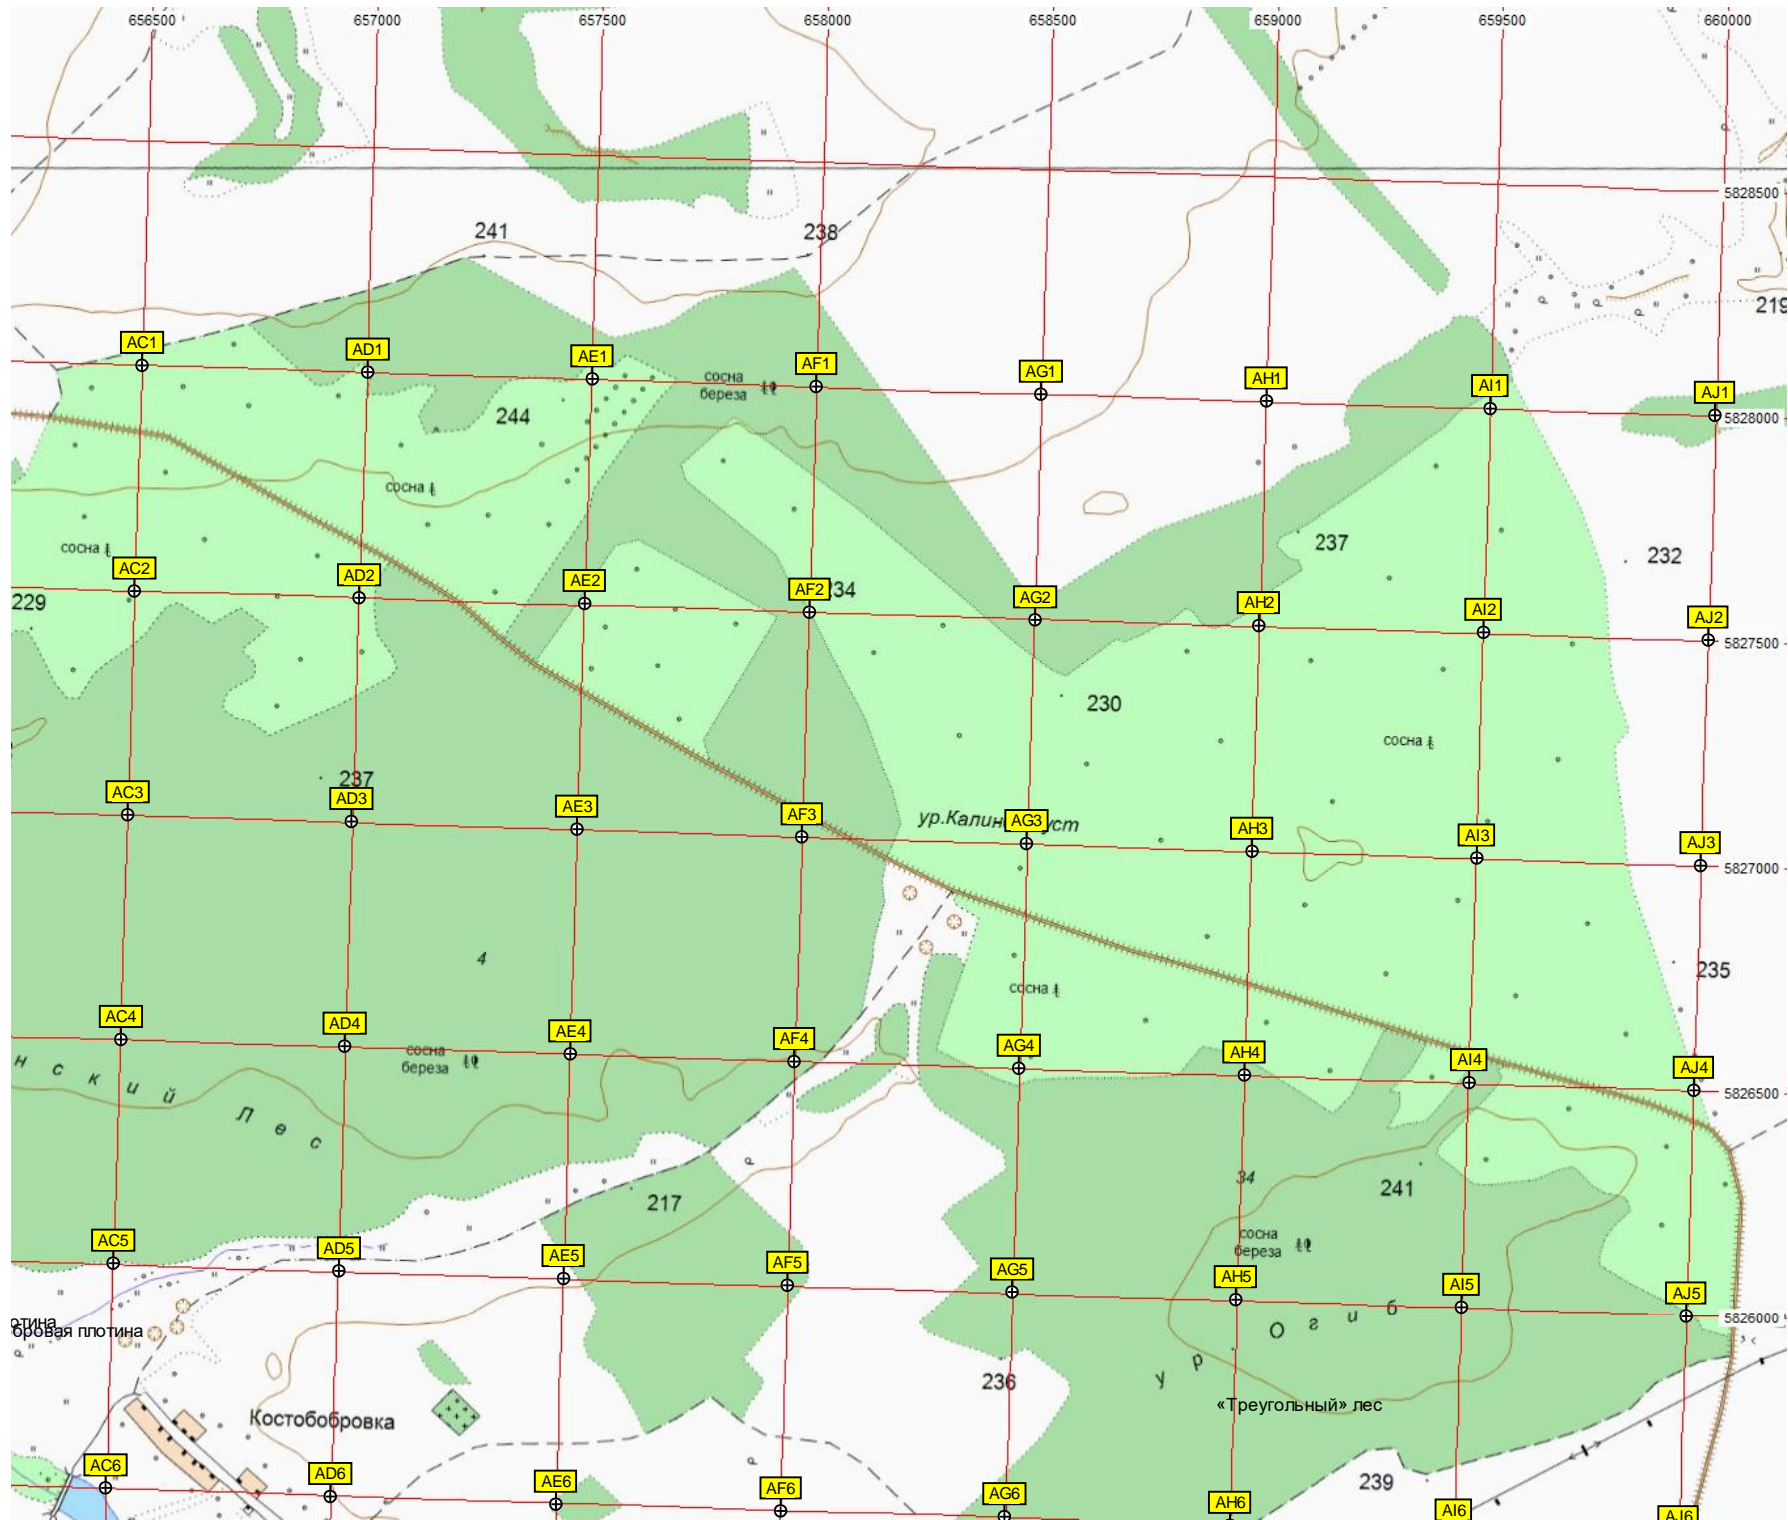 656500 657000 657500 658000 658500 659000 659500 660000
5828500
241 238
219
AC1 AD1 AE1 AF1 AG1 AH1 AI1 AJ1
сосна
береза
244
5828000
сосна
237
232
сосна
AC2 AD2 AE2 AF2 AG2 AH2 AI2 AJ2
229
34
5827500
230
сосна
237
AC3 AD3 AE3 AF3 AG3 AH3 AI3 AJ3
5827000
4
235
сосна
AC4 AD4 AE4 AF4 AG4 AH4 AI4 AJ4
сосна
береза
нский Лес
5826500
34
241
217
сосна
береза
AC5 AD5 AE5 AF5 AG5 AH5 AI5 AJ5
ур Огиб
5826000
отина
бровая плотина
236
«Треугольный» лес
Костобобровка
239
AC6 AD6 AE6 AF6 AG6 AH6 AI6 AJ6